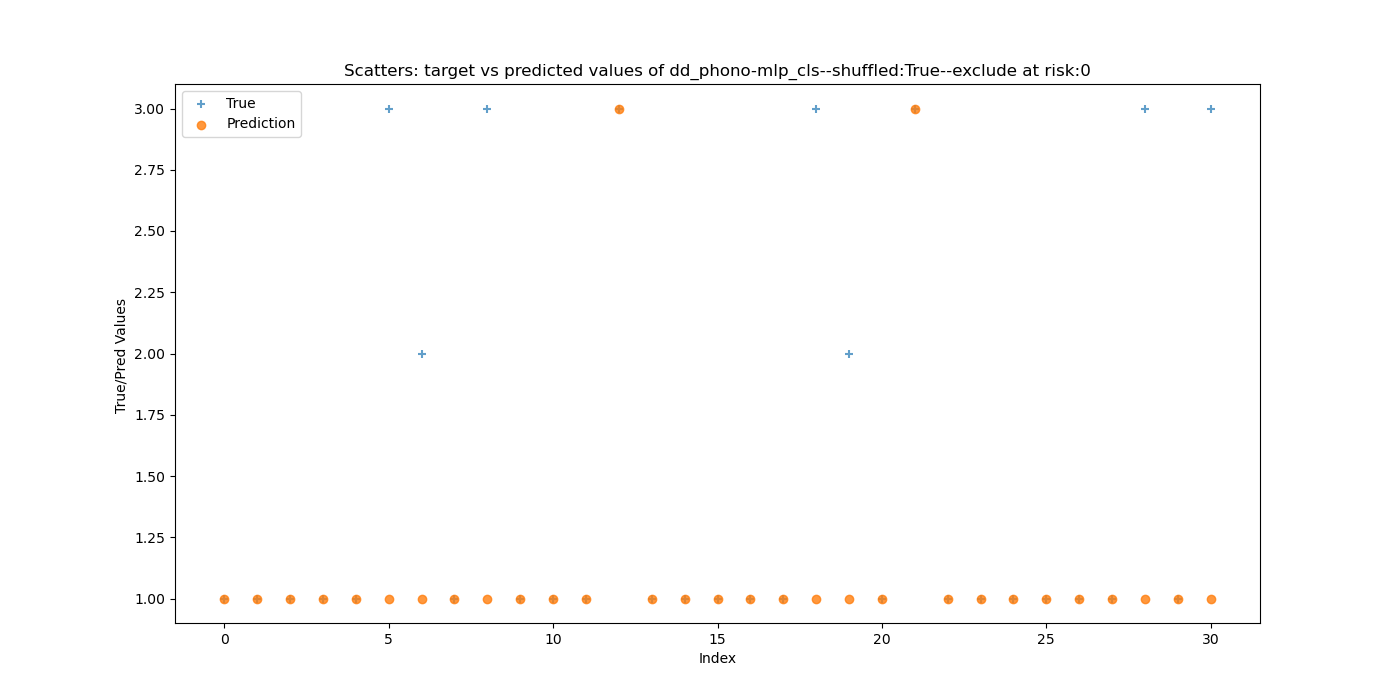 Scatters: target vs predicted values of dd_phono-mlp_cls--shuffled:True--exclude at risk:0
True
Prediction
3.00
2.75
2.50
2.25
2.00
1.75
1.50
1.25
1.00
True/Pred Values
0 5 10 15 20 25 30
Index